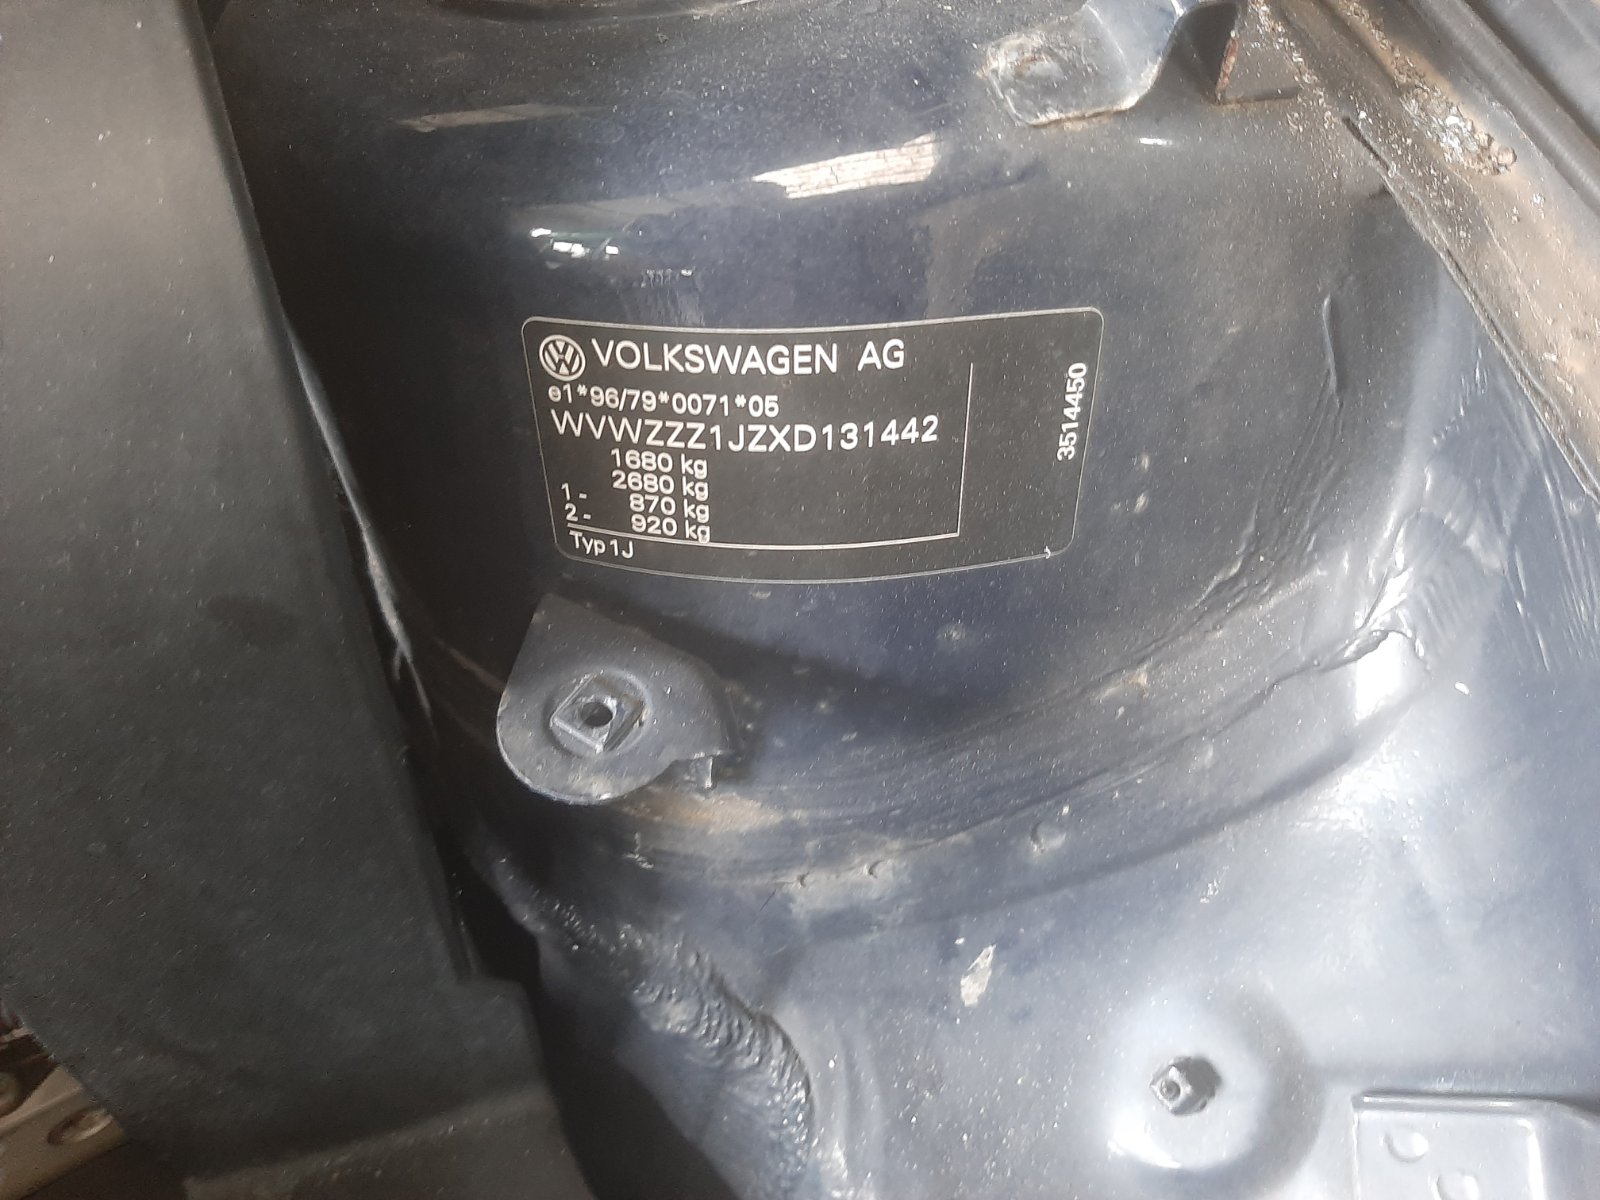 VOLKSWAGEN AG
e1*96/79*0071*05
WVWZZZ1JZXD131442
1680 kg
2680 kg
1- 870 kg
2- 920 kg
Typ 1J
3514450